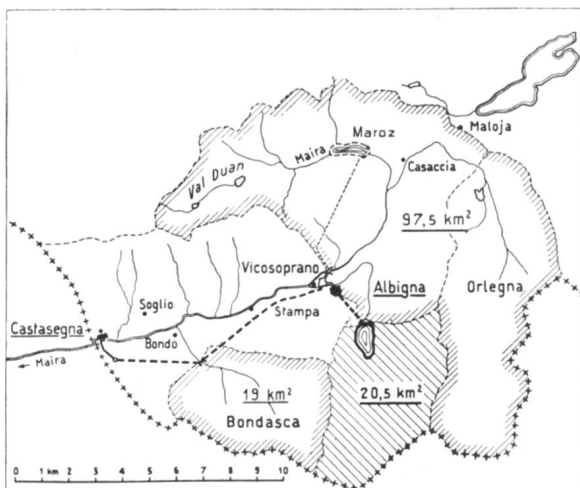 Maloja
Maroz
Maira
Casaccia
Val Duan
97,5 km²
Vicosoprano
Albigna
Orlegna
Soglio
Stampa
Castasegna
Bondo
← Maira
19 km²
20,5 km²
Bondasca
0 1 km 2 3 4 5 6 7 8 9 10